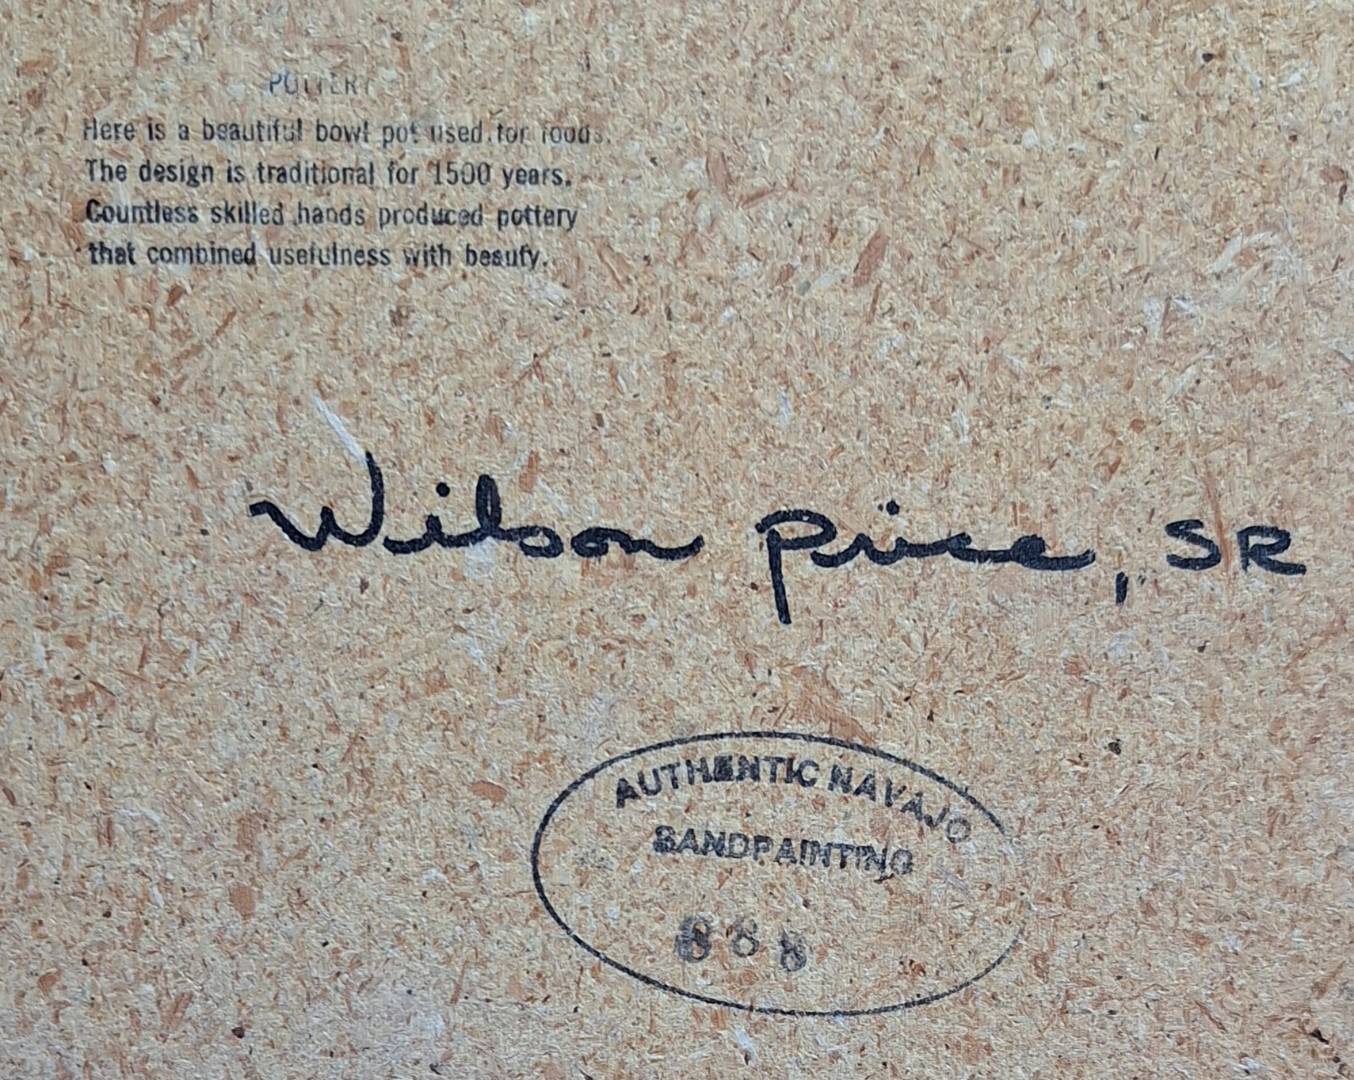 POTTERY
Here is a beautiful bowl pot used for foods.
The design is traditional for 1500 years.
Countless skilled hands produced pottery
that combined usefulness with beauty.
Wilson Price, SR
AUTHENTIC NAVAJO
SANDPAINTING
888